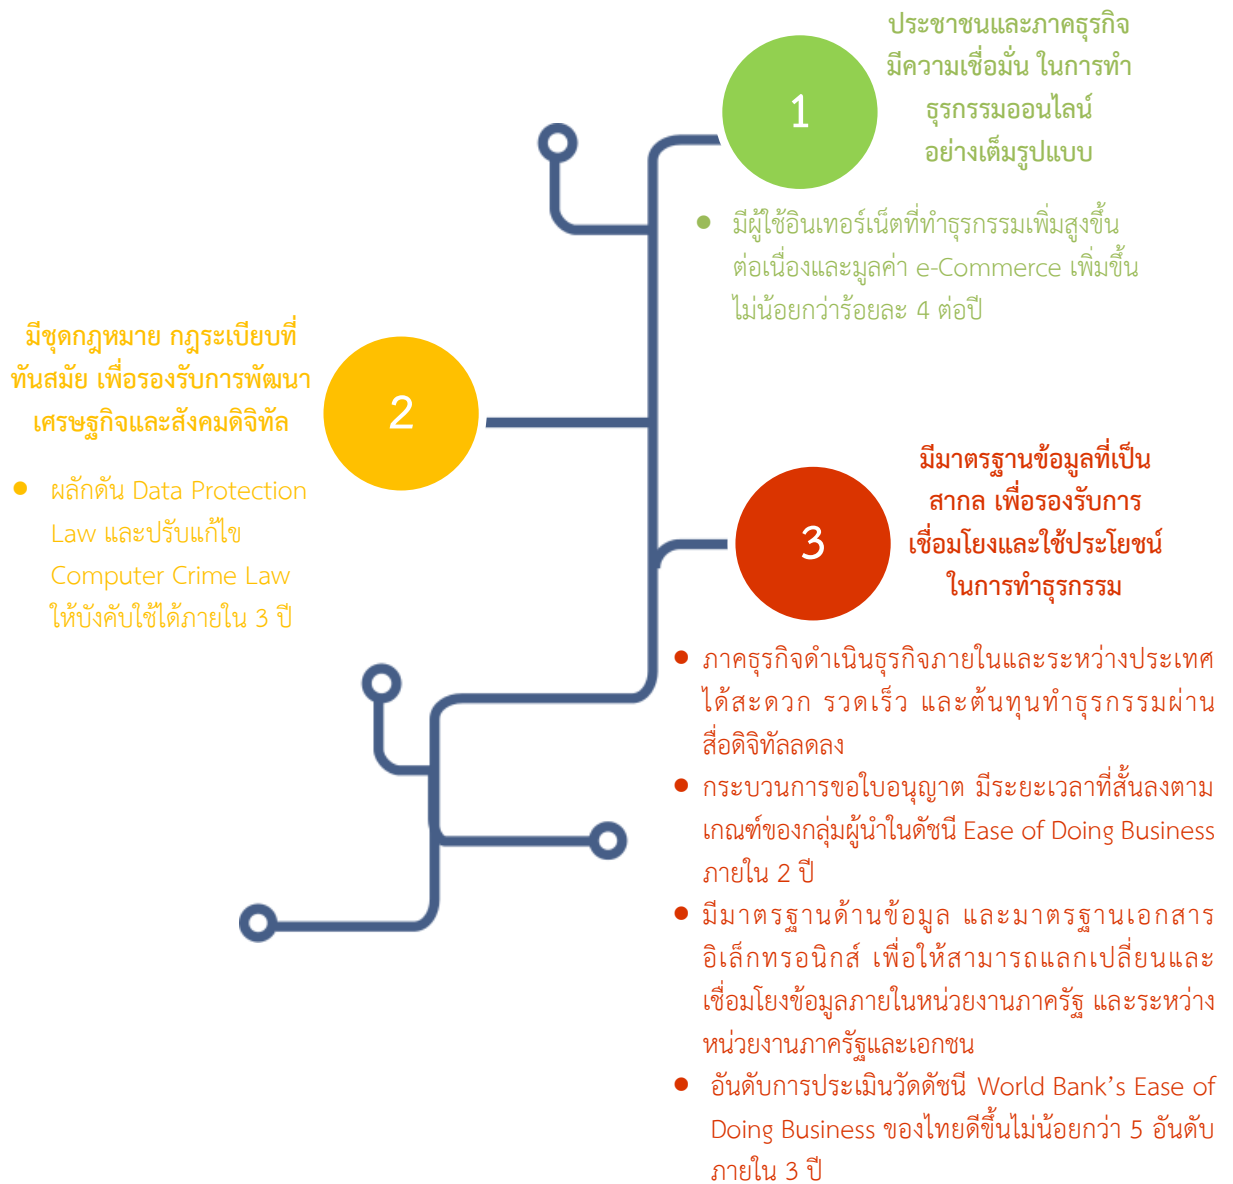 ประชาชนและภาคธุรกิจ
มีความเชื่อมั่น ในการทำ
ธุรกรรมออนไลน์
อย่างเต็มรูปแบบ
1
• มีผู้ใช้อินเทอร์เน็ตที่ทำธุรกรรมเพิ่มสูงขึ้น
ต่อเนื่องและมูลค่า e-Commerce เพิ่มขึ้น
ไม่น้อยกว่าร้อยละ 4 ต่อปี
มีชุดกฎหมาย กฎระเบียบที่
ทันสมัย เพื่อรองรับการพัฒนา
เศรษฐกิจและสังคมดิจิทัล
2
• ผลักดัน Data Protection
Law และปรับแก้ไข
Computer Crime Law
ให้บังคับใช้ได้ภายใน 3 ปี
มีมาตรฐานข้อมูลที่เป็น
สากล เพื่อรองรับการ
เชื่อมโยงและใช้ประโยชน์
ในการทำธุรกรรม
3
• ภาคธุรกิจดำเนินธุรกิจภายในและระหว่างประเทศ
ได้สะดวก รวดเร็ว และต้นทุนทำธุรกรรมผ่าน
สื่อดิจิทัลลดลง
• กระบวนการขอใบอนุญาต มีระยะเวลาที่สั้นลงตาม
เกณฑ์ของกลุ่มผู้นำในดัชนี Ease of Doing Business
ภายใน 2 ปี
• มีมาตรฐานด้านข้อมูล และมาตรฐานเอกสาร
อิเล็กทรอนิกส์ เพื่อให้สามารถแลกเปลี่ยนและ
เชื่อมโยงข้อมูลภายในหน่วยงานภาครัฐ และระหว่าง
หน่วยงานภาครัฐและเอกชน
• อันดับการประเมินวัดดัชนี World Bank’s Ease of
Doing Business ของไทยดีขึ้นไม่น้อยกว่า 5 อันดับ
ภายใน 3 ปี